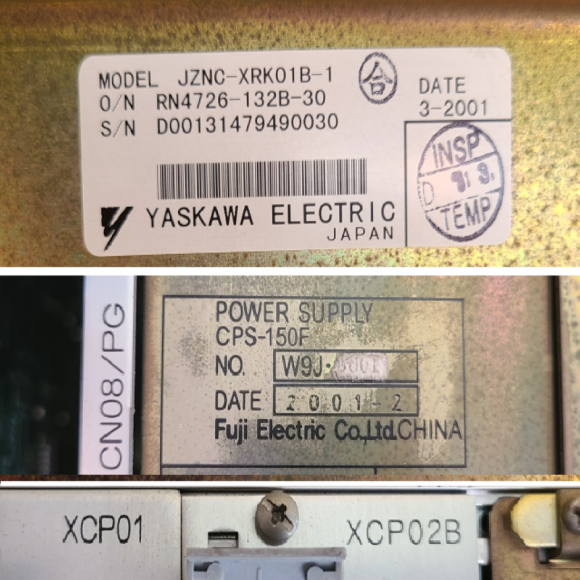 MODEL JZNC-XRK01B-1
O/N RN4726-132B-30
S/N D00131479490030
合
DATE
3-2001
INSP
D
TEMP
YASKAWA ELECTRIC
JAPAN
CN08/PG
POWER SUPPLY
CPS-150F
NO. W9J-
DATE 2001-2
Fuji Electric Co.,Ltd.CHINA
XCP01
XCP02B